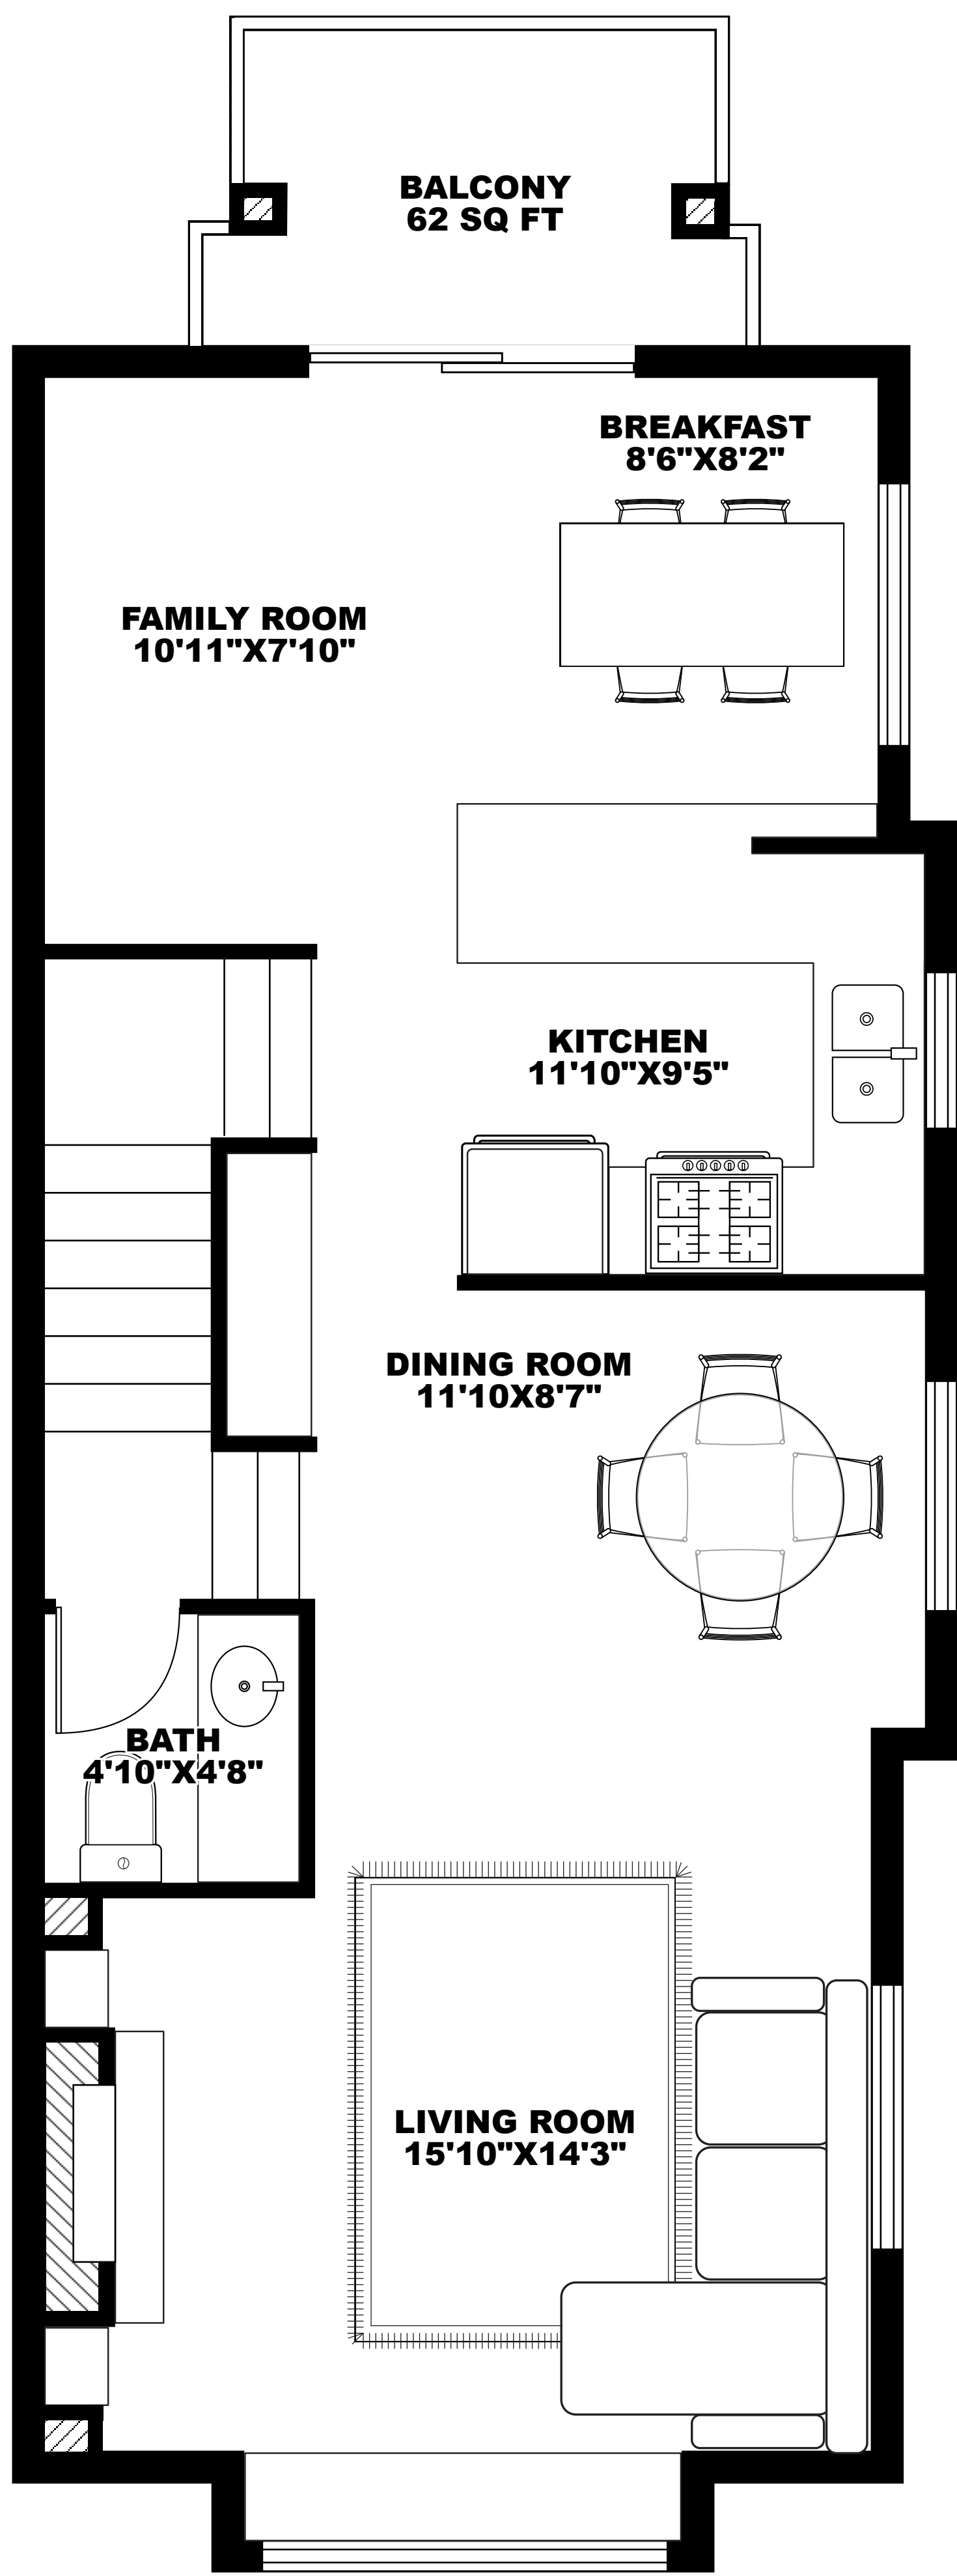 BALCONY
62 SQ FT
BREAKFAST
8'6"X8'2"
FAMILY ROOM
10'11"X7'10"
KITCHEN
11'10"X9'5"
DINING ROOM
11'10X8'7"
BATH
4'10"X4'8"
LIVING ROOM
15'10"X14'3"